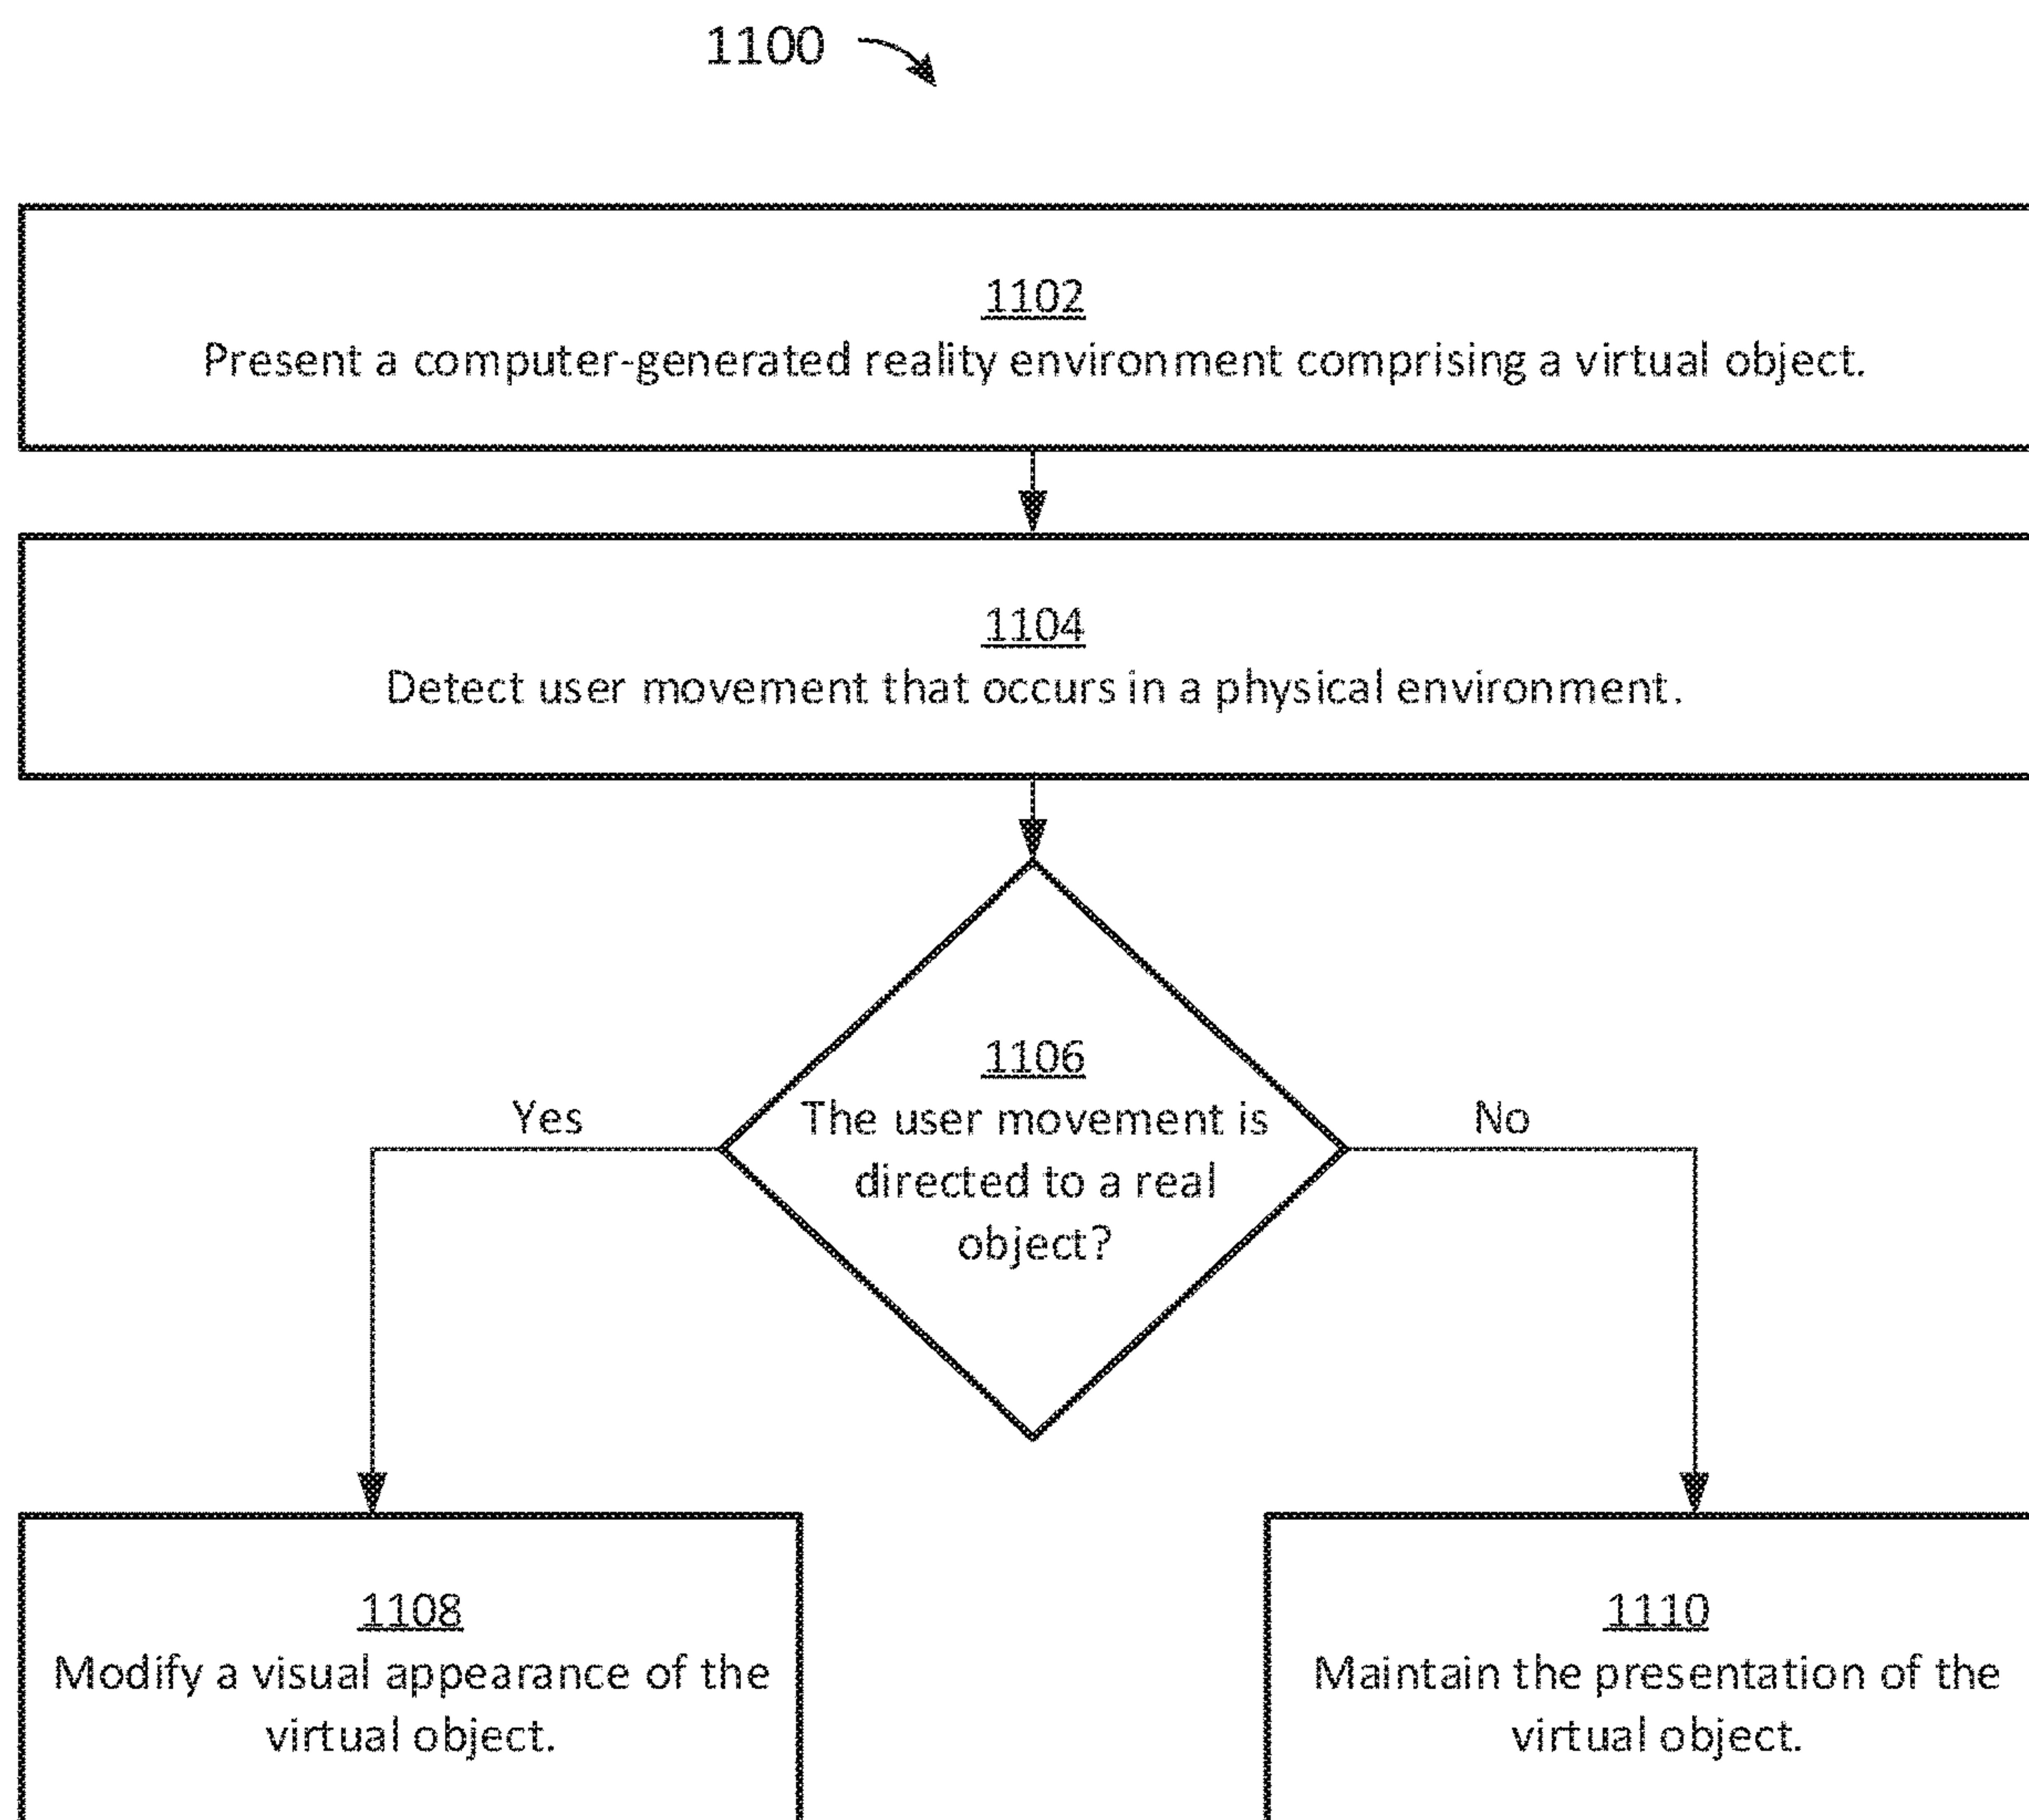 1100
1102
Present a computer-generated reality environment comprising a virtual object.
1104
Detect user movement that occurs in a physical environment.
1106
The user movement is
directed to a real
object?
Yes
No
1108
Modify a visual appearance of the
virtual object.
1110
Maintain the presentation of the
virtual object.